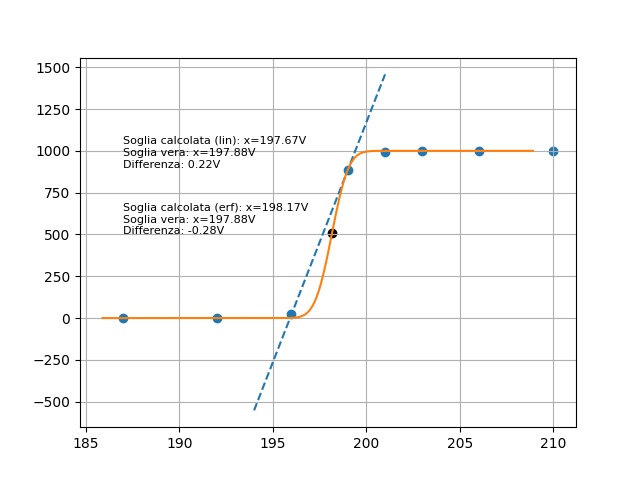 1500
1250
1000
750
500
250
0
−250
−500
Soglia calcolata (lin): x=197.67V
Soglia vera: x=197.88V
Differenza: 0.22V
Soglia calcolata (erf): x=198.17V
Soglia vera: x=197.88V
Differenza: -0.28V
185 190 195 200 205 210